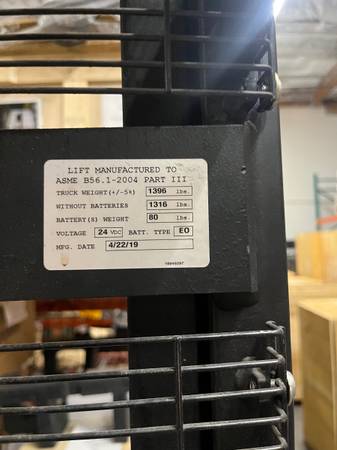 LIFT MANUFACTURED TO
ASME B56.1-2004 PART III
TRUCK WEIGHT(+/-5%) 1396 lbs.
WITHOUT BATTERIES 1316 lbs.
BATTERY(S) WEIGHT 80 lbs.
VOLTAGE 24 VDC BATT. TYPE EO
MFG. DATE 4/22/19